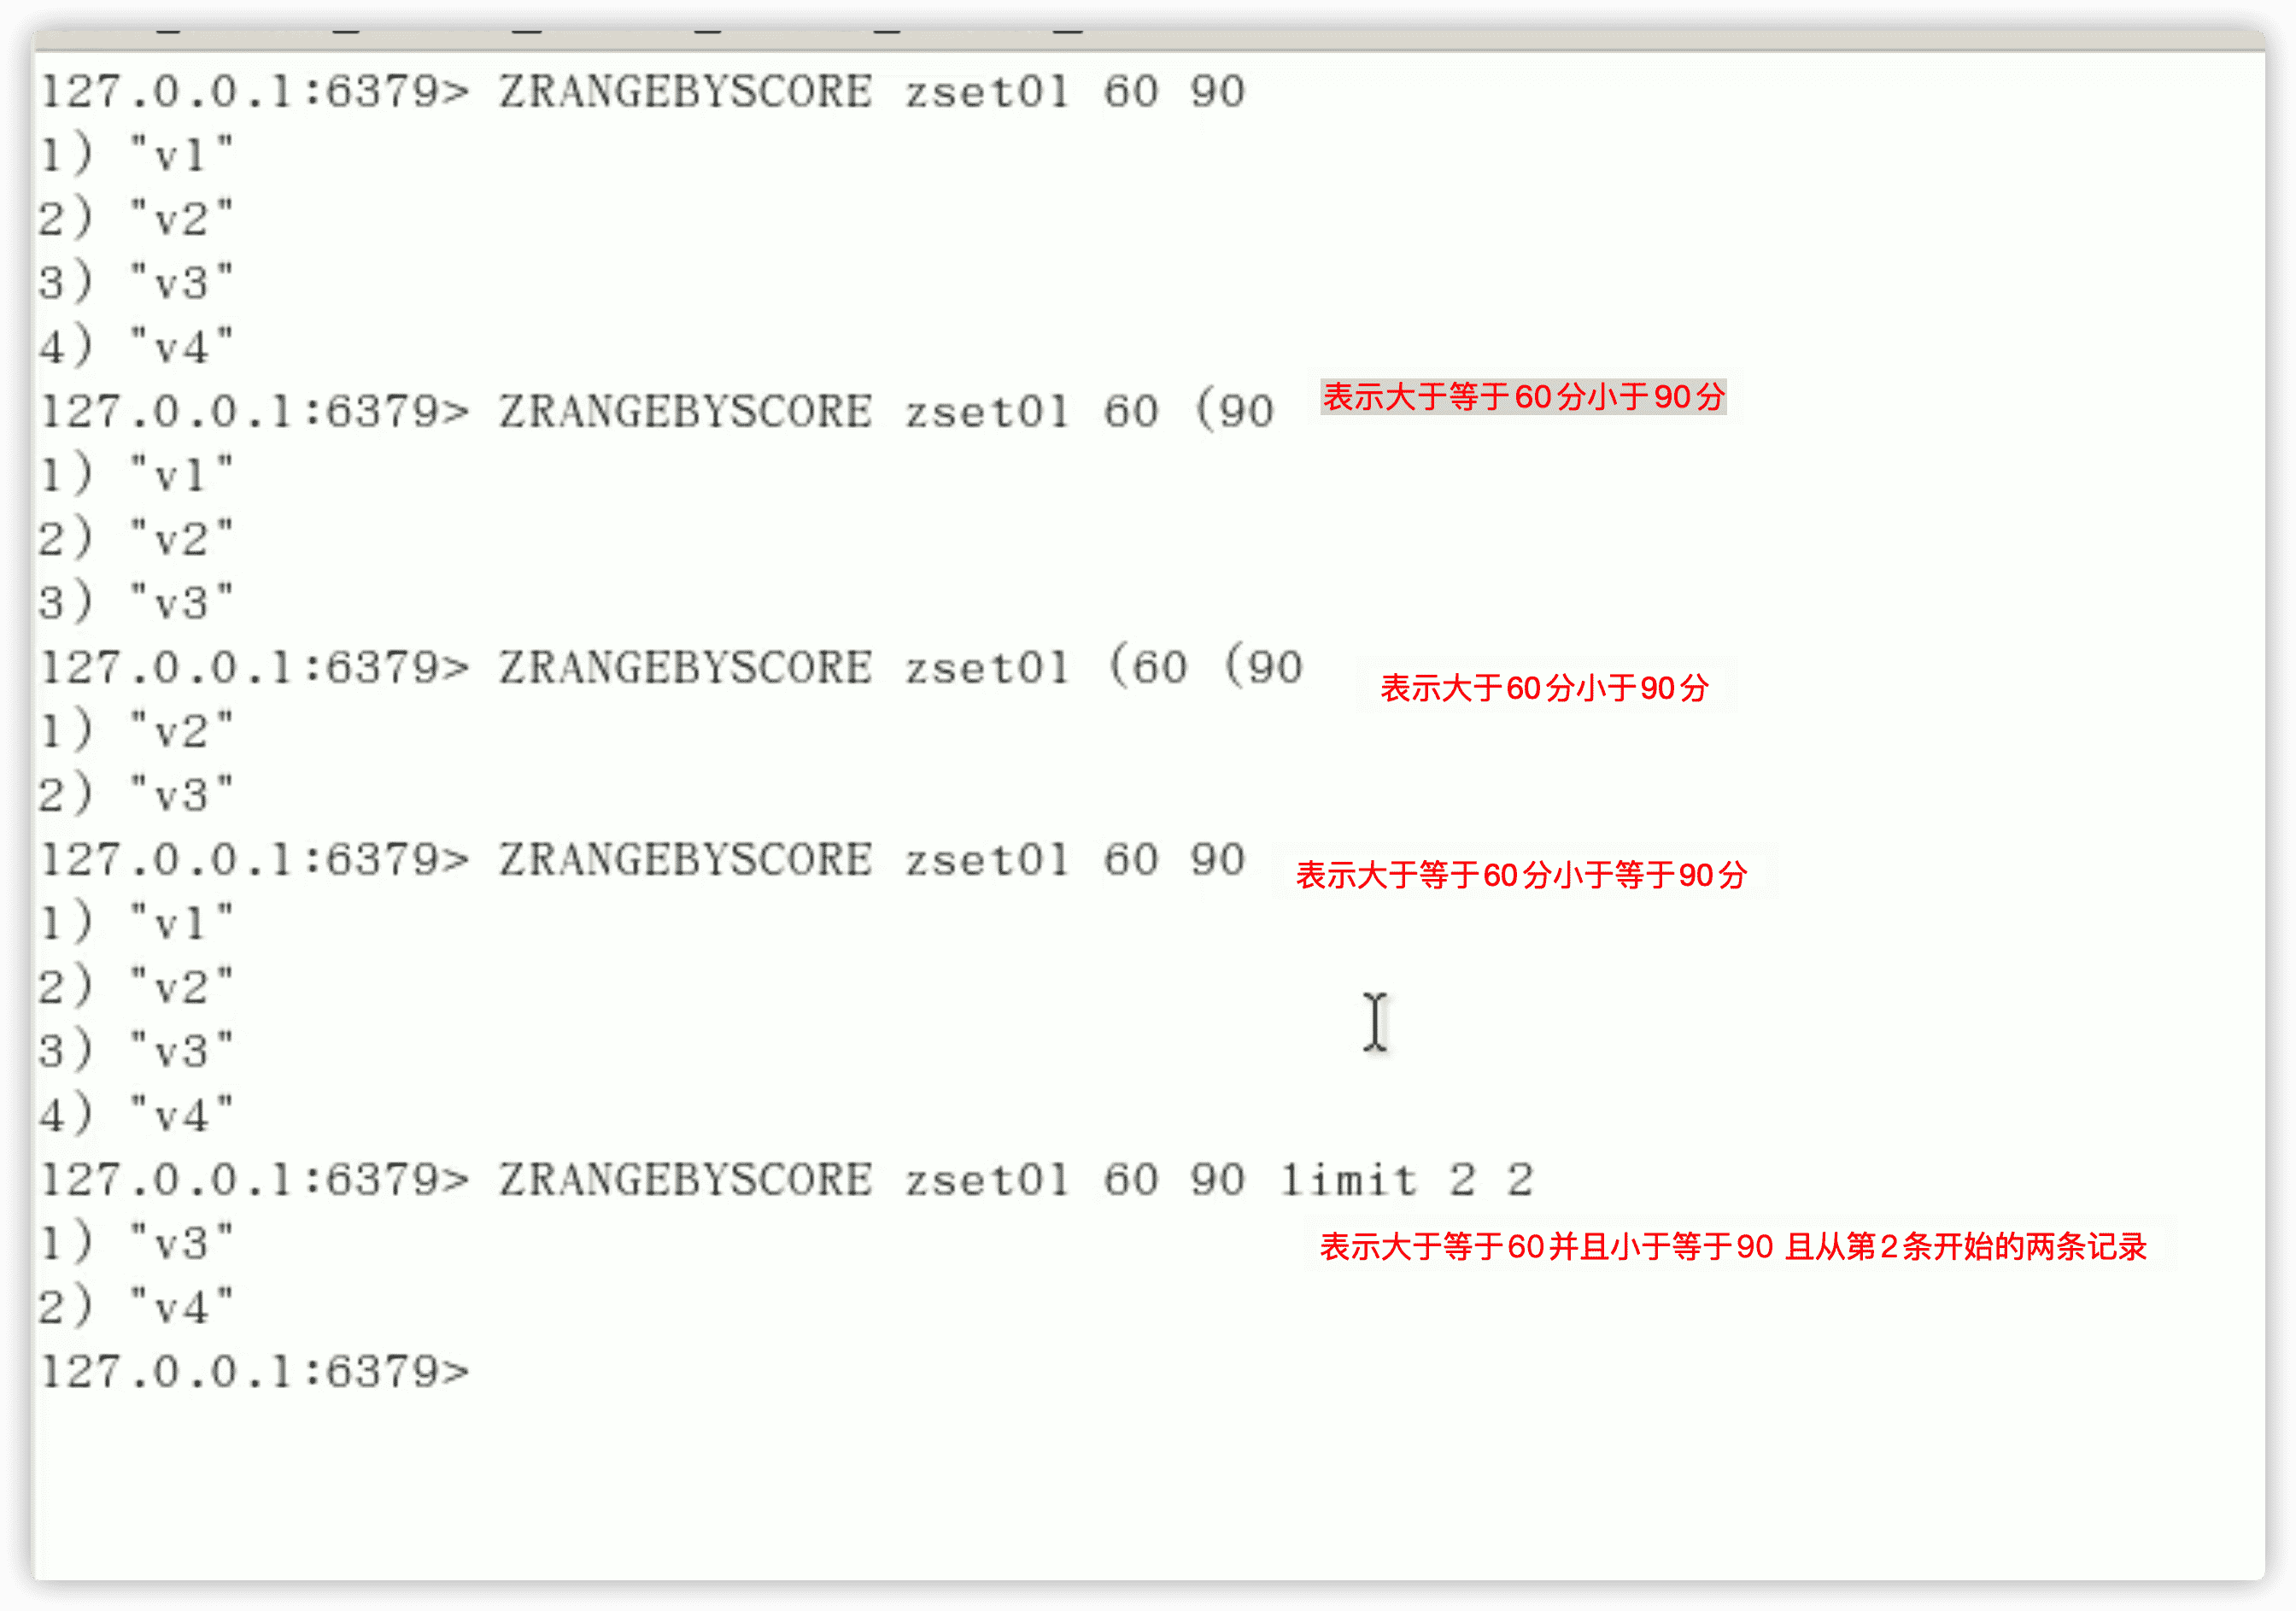 127.0.0.1:6379> ZRANGEBYSCORE zset01 60 90
1) "v1"
2) "v2"
3) "v3"
4) "v4"
127.0.0.1:6379> ZRANGEBYSCORE zset01 60 (90 表示大于等于60分小于90分
1) "v1"
2) "v2"
3) "v3"
127.0.0.1:6379> ZRANGEBYSCORE zset01 (60 (90 表示大于60分小于90分
1) "v2"
2) "v3"
127.0.0.1:6379> ZRANGEBYSCORE zset01 60 90 表示大于等于60分小于等于90分
1) "v1"
2) "v2"
3) "v3"
4) "v4"
127.0.0.1:6379> ZRANGEBYSCORE zset01 60 90 limit 2 2
1) "v3" 表示大于等于60并且小于等于90 且从第2条开始的两条记录
2) "v4"
127.0.0.1:6379>